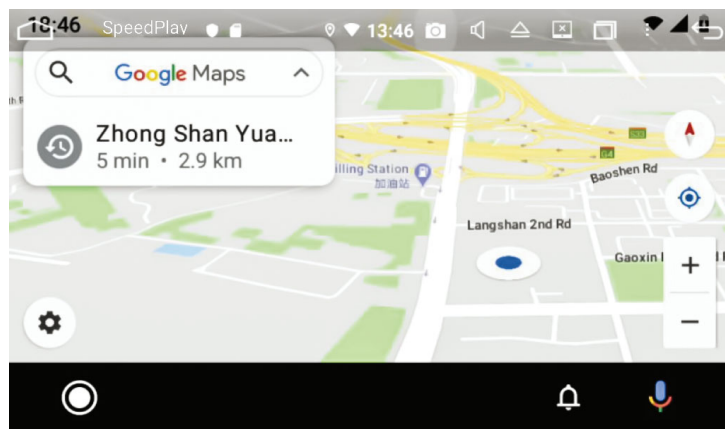 18:46
SpeedPlay
13:46
Google Maps
Zhong Shan Yua...
5 min • 2.9 km
illing Station
加油站
S33
G4
Baoshen Rd
Langshan 2nd Rd
Gaoxin
+
−